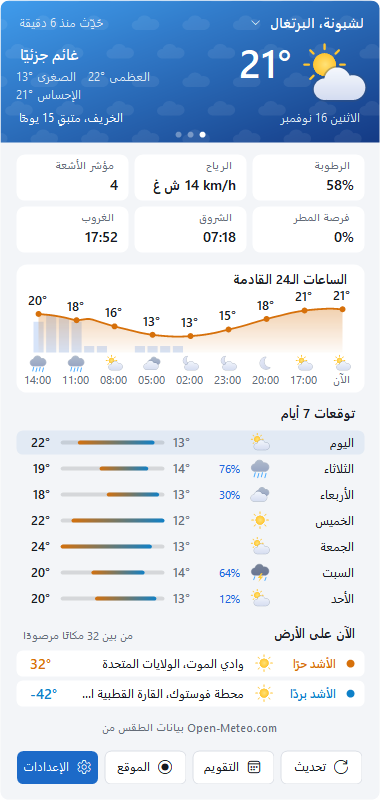 لشبونة، البرتغال
حُدِّث منذ 6 دقيقة
21°
غائم جزئيًا
العظمى 22° الصغرى 13°
الإحساس 21°
الاثنين 16 نوفمبر
الخريف، متبق 15 يومًا
الرطوبة
58%
الرياح
14 km/h ش غ
مؤشر الأشعة
4
فرصة المطر
0%
الشروق
07:18
الغروب
17:52
الساعات الـ24 القادمة
21° 21° 18° 15° 13° 13° 16° 18° 20°
الآن 17:00 20:00 23:00 02:00 05:00 08:00 11:00 14:00
توقعات 7 أيام
اليوم 13° 22°
الثلاثاء 76% 14° 19°
الأربعاء 30% 13° 18°
الخميس 12° 22°
الجمعة 13° 24°
السبت 64% 14° 20°
الأحد 12% 13° 20°
الآن على الأرض
من بين 32 مكانًا مرصودًا
الأشد حرًا وادي الموت، الولايات المتحدة 32°
الأشد بردًا محطة فوستوك، القارة القطبية ا... -42°
بيانات الطقس من Open-Meteo.com
تحديث
التقويم
الموقع
الإعدادات